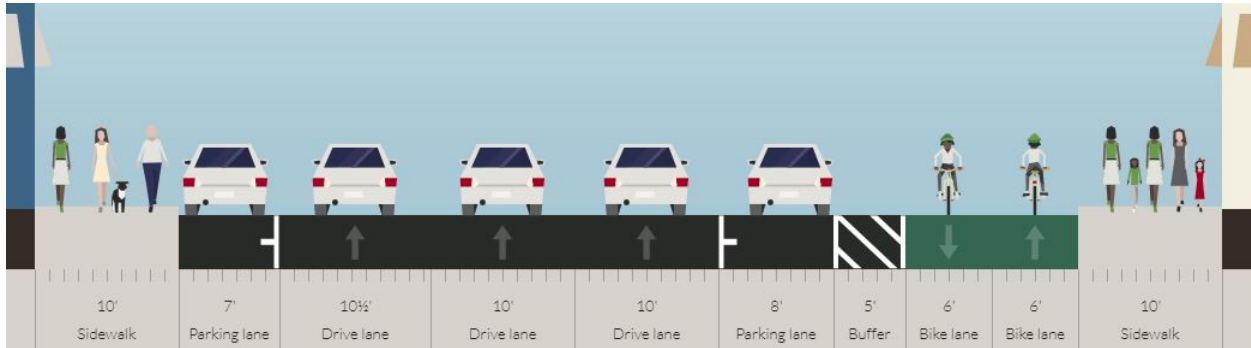 10' 7' 10½' 10' 10' 8' 5' 6' 6' 10'
Sidewalk Parking lane Drive lane Drive lane Drive lane Parking lane Buffer Bike lane Bike lane Sidewalk